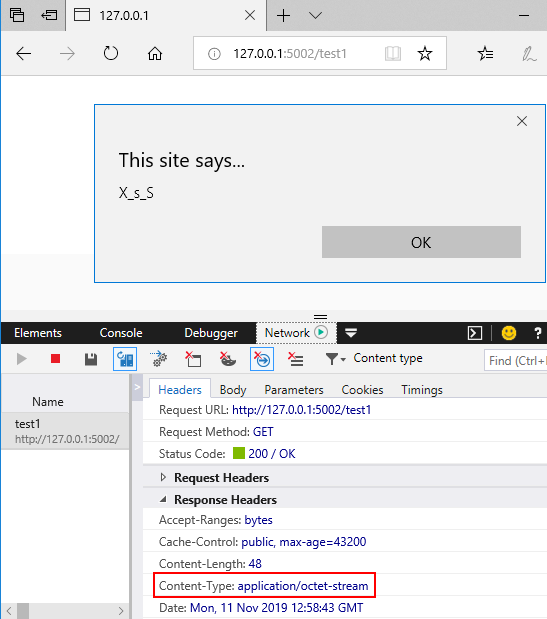 127.0.0.1
127.0.0.1:5002/test1
This site says...
X_s_S
OK
Elements Console Debugger Network ?
Content type Find (Ctrl+
Name Headers Body Parameters Cookies Timings
test1
http://127.0.0.1:5002/
Request URL: http://127.0.0.1:5002/test1
Request Method: GET
Status Code: 200 / OK
Request Headers
Response Headers
Accept-Ranges: bytes
Cache-Control: public, max-age=43200
Content-Length: 48
Content-Type: application/octet-stream
Date: Mon, 11 Nov 2019 12:58:43 GMT